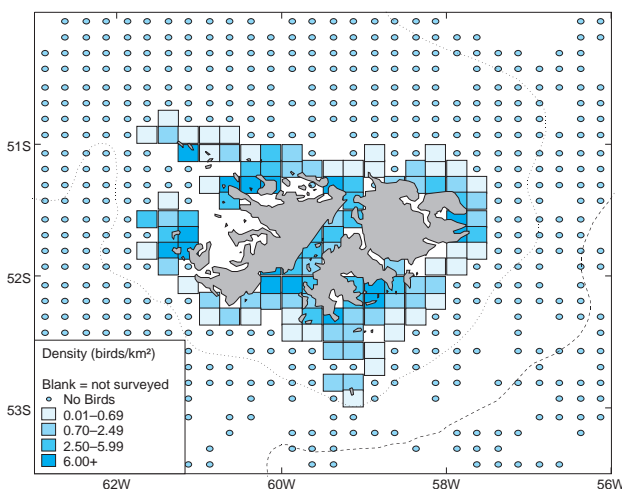 51S
52S
53S
Density (birds/km²)
Blank = not surveyed
No Birds
0.01–0.69
0.70–2.49
2.50–5.99
6.00+
62W 60W 58W 56W